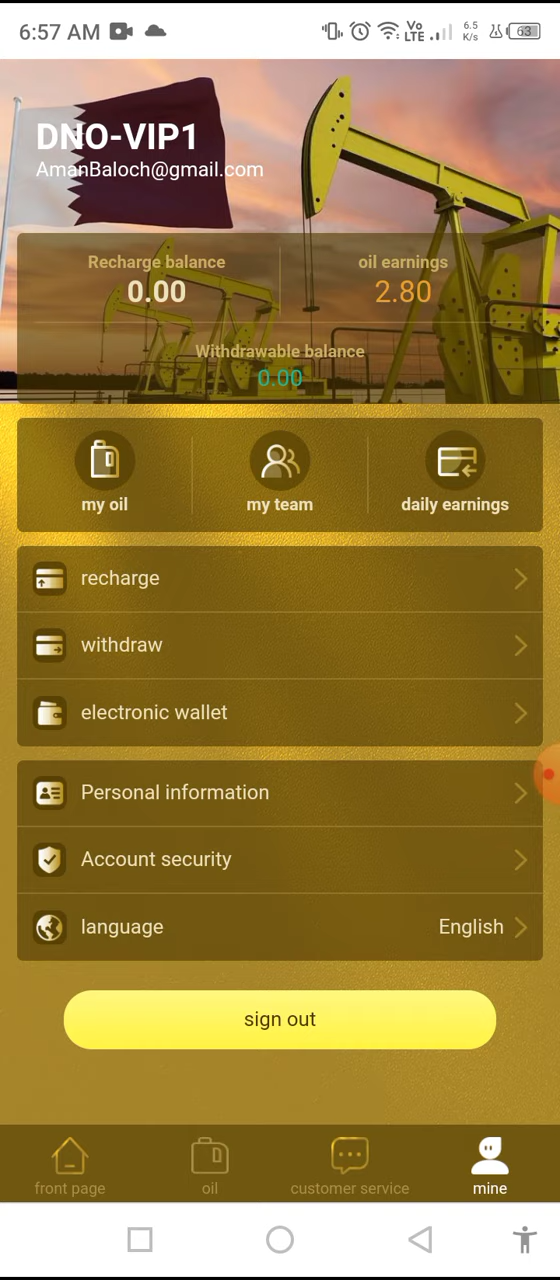 6:57 AM
Vo LTE 6.5 K/s 63
DNO-VIP1
AmanBaloch@gmail.com
Recharge balance oil earnings
0.00 2.80
Withdrawable balance
0.00
my oil my team daily earnings
recharge
withdraw
electronic wallet
Personal information
Account security
language English
sign out
front page oil customer service mine